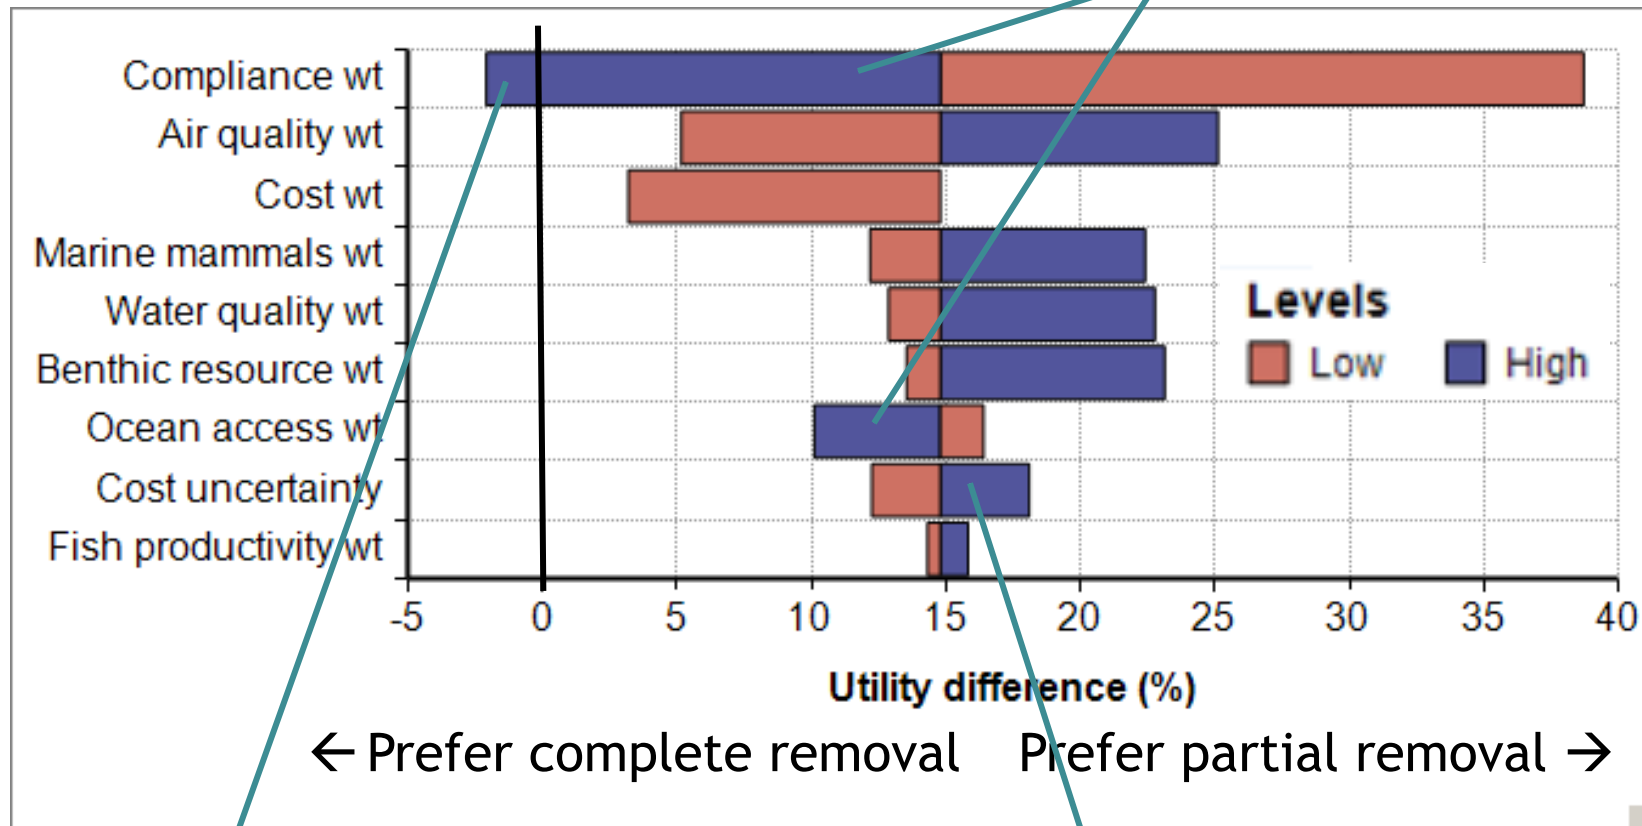 Compliance wt
Air quality wt
Cost wt
Marine mammals wt
Water quality wt
Benthic resource wt
Ocean access wt
Cost uncertainty
Fish productivity wt
Levels
Low High
-5 0 5 10 15 20 25 30 35 40
Utility difference (%)
← Prefer complete removal Prefer partial removal →